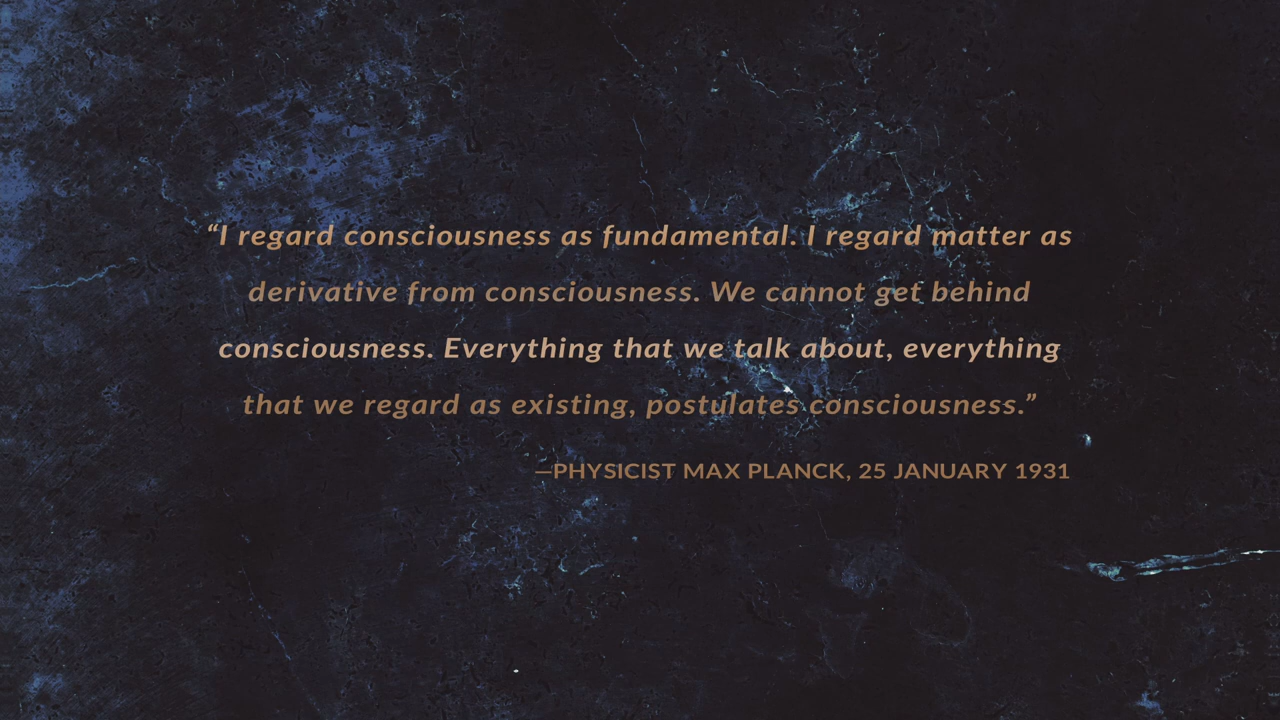 “I regard consciousness as fundamental. I regard matter as
derivative from consciousness. We cannot get behind
consciousness. Everything that we talk about, everything
that we regard as existing, postulates consciousness.”
—PHYSICIST MAX PLANCK, 25 JANUARY 1931